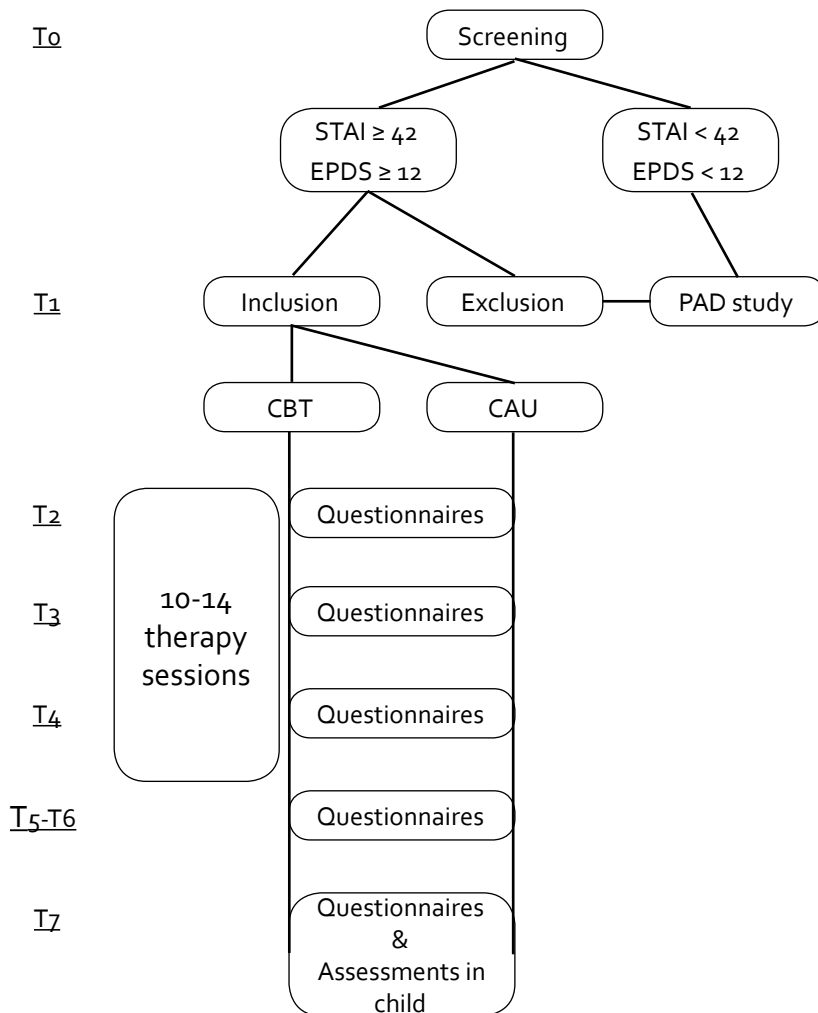 T0
Screening
STAI ≥ 42
EPDS ≥ 12
STAI < 42
EPDS < 12
T1
Inclusion
Exclusion
PAD study
CBT
CAU
T2
Questionnaires
10-14
therapy
sessions
T3
Questionnaires
T4
Questionnaires
T5-T6
Questionnaires
T7
Questionnaires
&
Assessments in
child